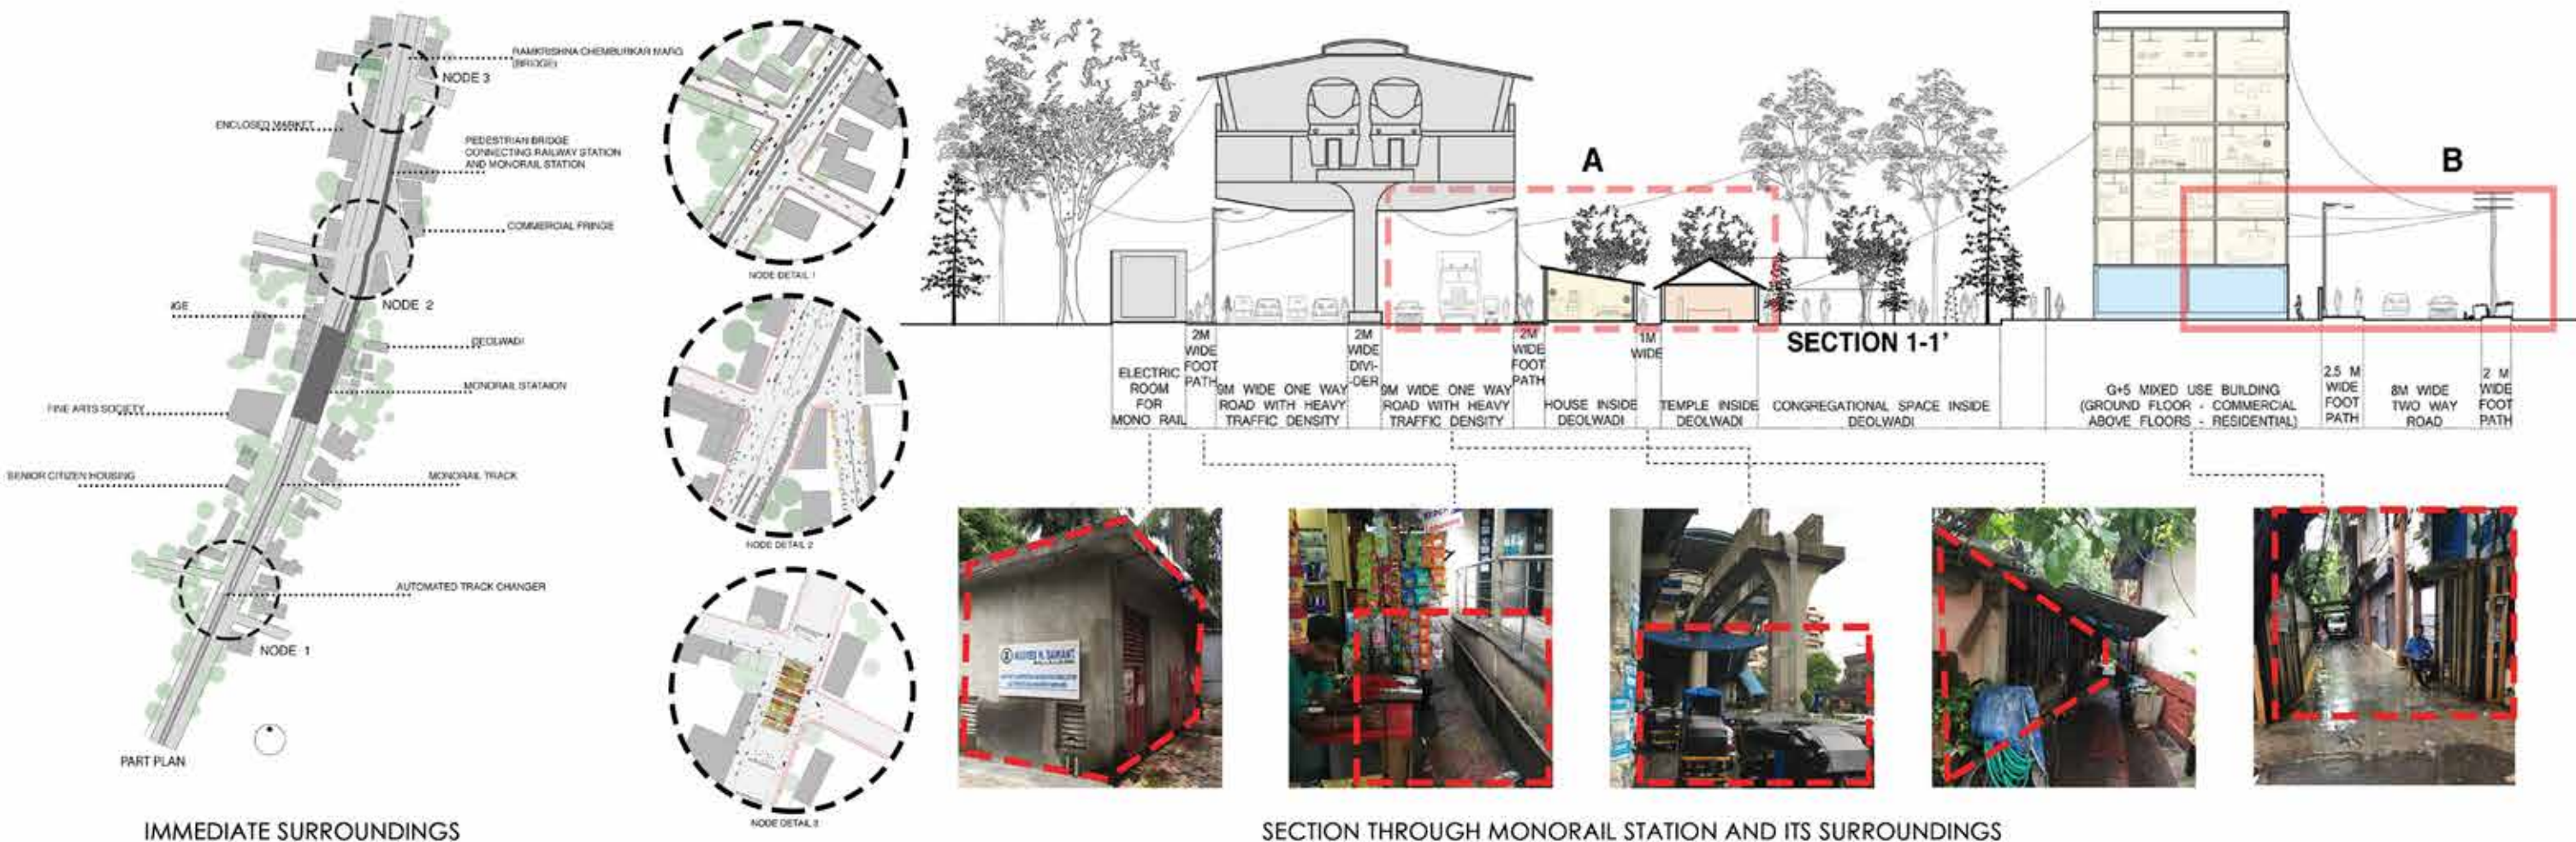 RAMKRISHNA CHEMBURKAR MARG
(BRIDGE)
NODE 3
ENCLOSED MARKET
PEDESTRIAN BRIDGE
CONNECTING RAILWAY STATION
AND MONORAIL STATION
COMMERCIAL FRINGE
NODE 2
IGE
DEOLWADI
MONORAIL STATAION
FINE ARTS SOCIETY
SENIOR CITIZEN HOUSING
MONORAIL TRACK
AUTOMATED TRACK CHANGER
NODE 1
PART PLAN
IMMEDIATE SURROUNDINGS
NODE DETAIL 1
NODE DETAIL 2
NODE DETAIL 3
A
B
SECTION 1-1'
ELECTRIC
ROOM
FOR
MONO RAIL
2M
WIDE
FOOT
PATH
9M WIDE ONE WAY
ROAD WITH HEAVY
TRAFFIC DENSITY
2M
WIDE
DIVI-
-DER
9M WIDE ONE WAY
ROAD WITH HEAVY
TRAFFIC DENSITY
2M
WIDE
FOOT
PATH
HOUSE INSIDE
DEOLWADI
1M
WIDE
TEMPLE INSIDE
DEOLWADI
CONGREGATIONAL SPACE INSIDE
DEOLWADI
G+5 MIXED USE BUILDING
(GROUND FLOOR - COMMERCIAL
ABOVE FLOORS - RESIDENTIAL)
2.5 M
WIDE
FOOT
PATH
8M WIDE
TWO WAY
ROAD
2 M
WIDE
FOOT
PATH
SECTION THROUGH MONORAIL STATION AND ITS SURROUNDINGS